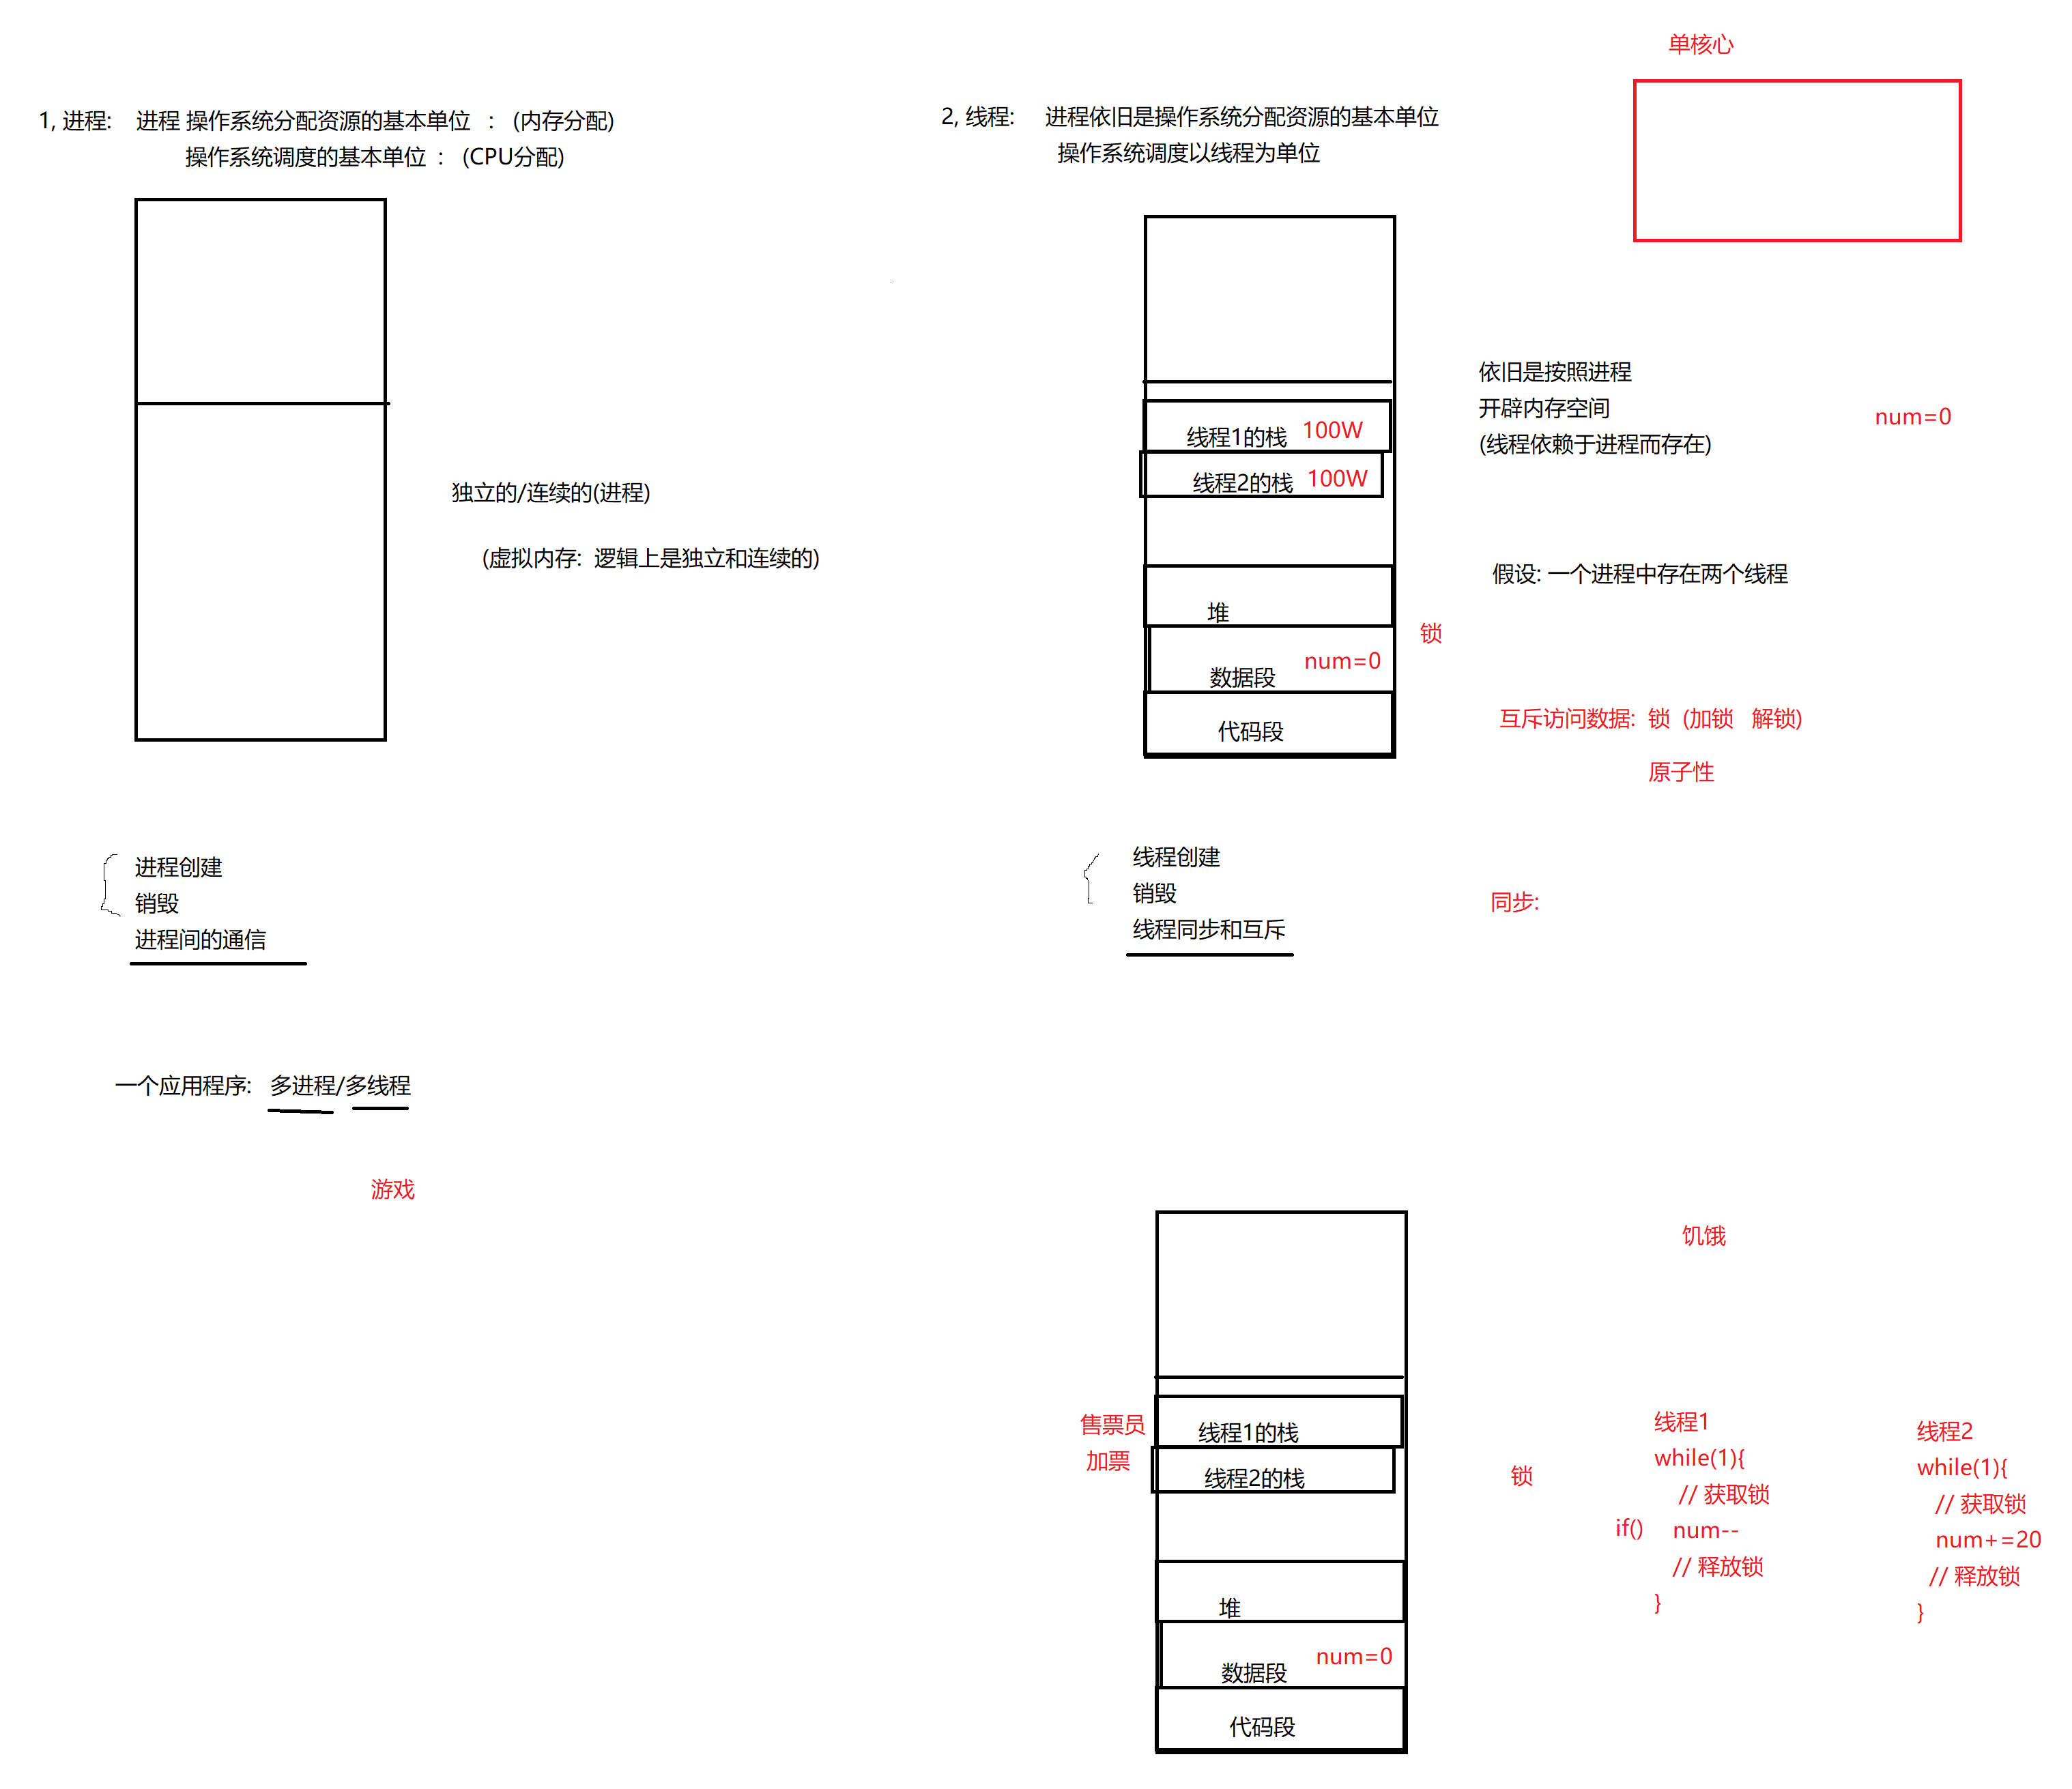 单核心
1, 进程: 进程 操作系统分配资源的基本单位 : (内存分配)
操作系统调度的基本单位 : (CPU分配)
2, 线程: 进程依旧是操作系统分配资源的基本单位
操作系统调度以线程为单位
独立的/连续的(进程)
(虚拟内存: 逻辑上是独立和连续的)
线程1的栈 100W
线程2的栈 100W
堆
数据段 num=0
代码段
依旧是按照进程
开辟内存空间
(线程依赖于进程而存在)
num=0
假设: 一个进程中存在两个线程
锁
互斥访问数据: 锁 (加锁 解锁)
原子性
进程创建
销毁
进程间的通信
线程创建
销毁
线程同步和互斥
同步:
一个应用程序: 多进程/多线程
游戏
饥饿
售票员
加票
线程1的栈
线程2的栈
堆
数据段 num=0
代码段
锁
线程1
while(1){
// 获取锁
if() num--
// 释放锁
}
线程2
while(1){
// 获取锁
num+=20
// 释放锁
}